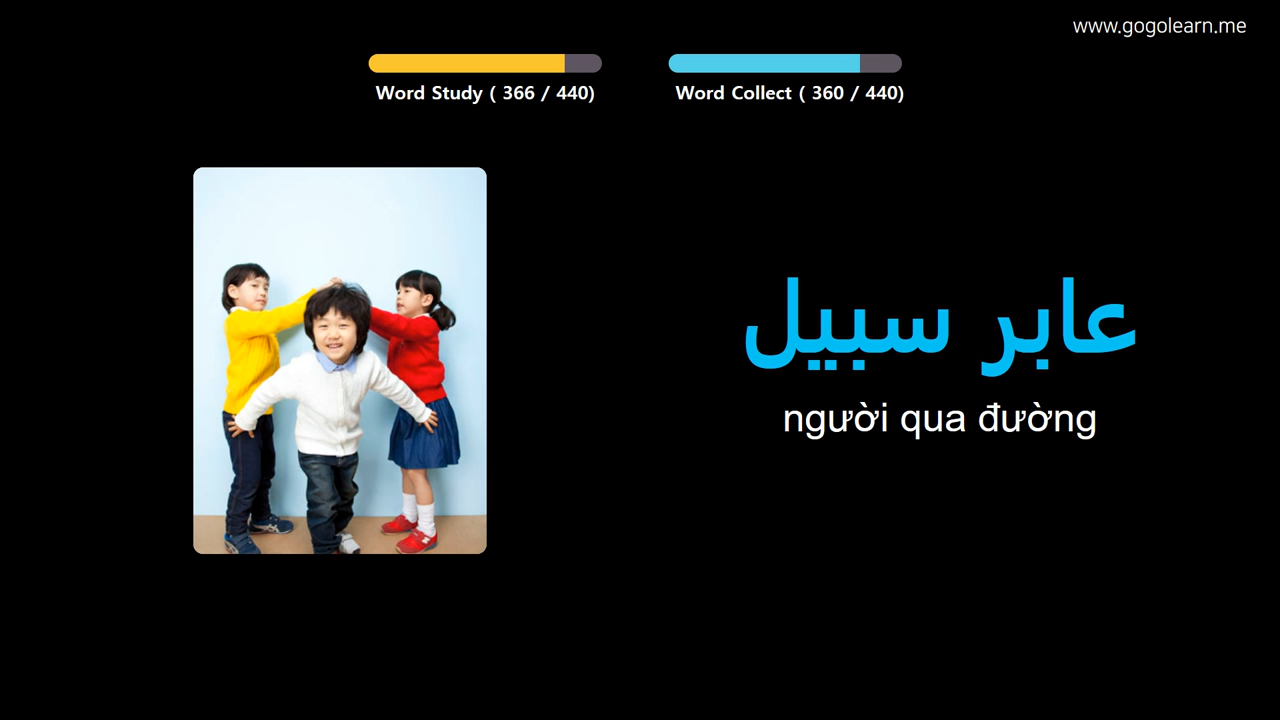 www.gogolearn.me
Word Study ( 366 / 440)
Word Collect ( 360 / 440)
عابر سبيل
người qua đường